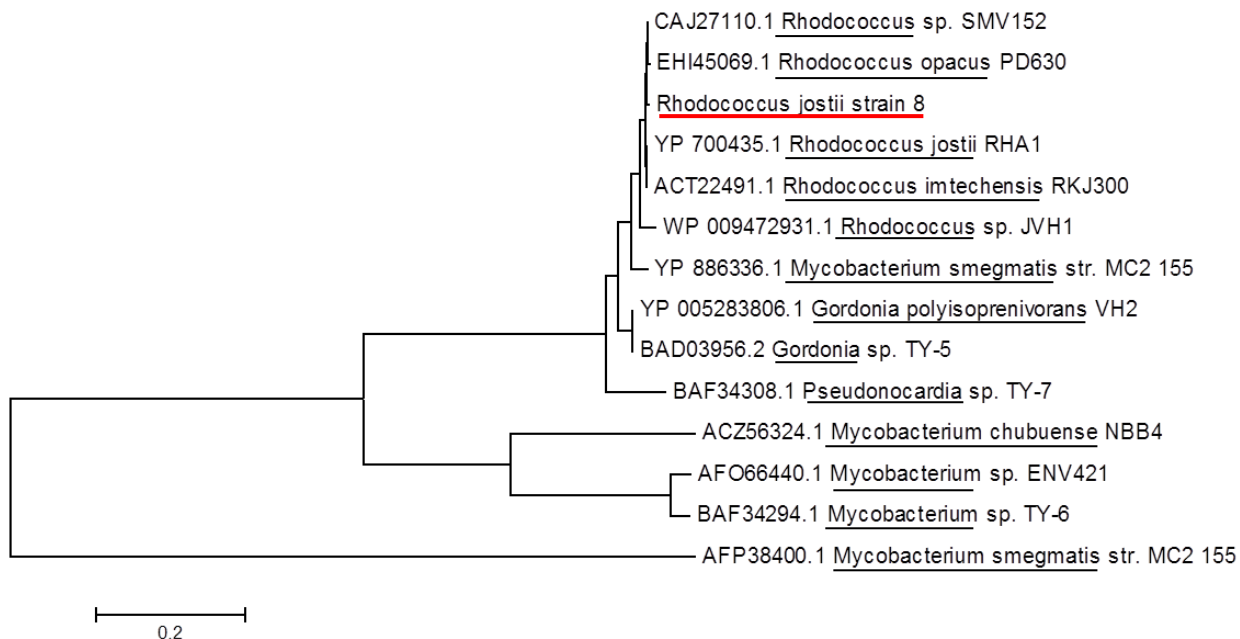 CAJ27110.1 Rhodococcus sp. SMV152
EHI45069.1 Rhodococcus opacus PD630
Rhodococcus jostii strain 8
YP 700435.1 Rhodococcus jostii RHA1
ACT22491.1 Rhodococcus imtechensis RKJ300
WP 009472931.1 Rhodococcus sp. JVH1
YP 886336.1 Mycobacterium smegmatis str. MC2 155
YP 005283806.1 Gordonia polyisoprenivorans VH2
BAD03956.2 Gordonia sp. TY-5
BAF34308.1 Pseudonocardia sp. TY-7
ACZ56324.1 Mycobacterium chubuense NBB4
AFO66440.1 Mycobacterium sp. ENV421
BAF34294.1 Mycobacterium sp. TY-6
AFP38400.1 Mycobacterium smegmatis str. MC2 155
0.2